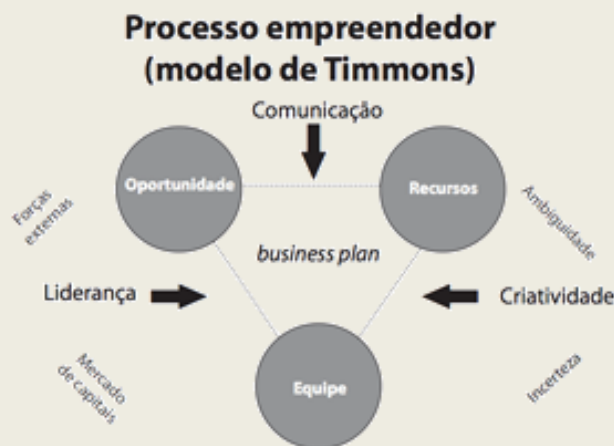 Processo empreendedor
(modelo de Timmons)
Comunicação
Oportunidade
Recursos
Forças
externas
Ambiguidade
business plan
Liderança
Criatividade
Mercado
de capitais
Equipe
Incerteza